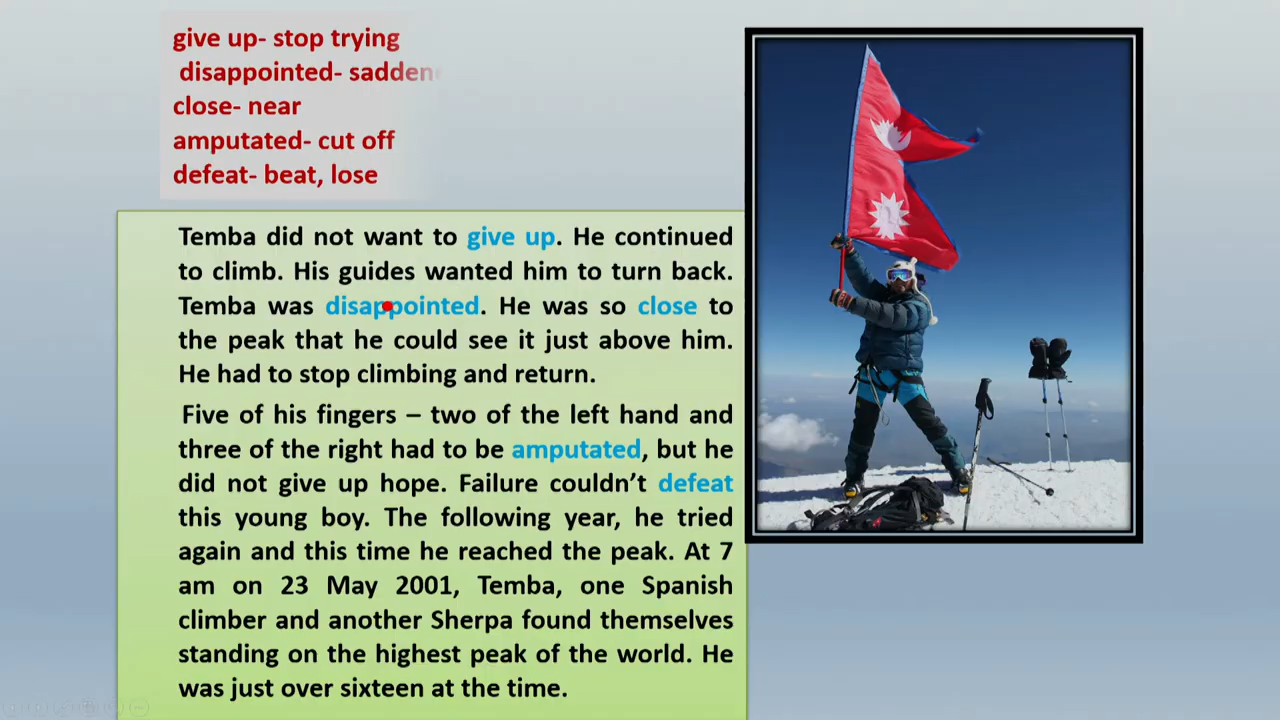 give up- stop trying
disappointed- sadden
close- near
amputated- cut off
defeat- beat, lose
Temba did not want to give up. He continued
to climb. His guides wanted him to turn back.
Temba was disappointed. He was so close to
the peak that he could see it just above him.
He had to stop climbing and return.
Five of his fingers – two of the left hand and
three of the right had to be amputated, but he
did not give up hope. Failure couldn’t defeat
this young boy. The following year, he tried
again and this time he reached the peak. At 7
am on 23 May 2001, Temba, one Spanish
climber and another Sherpa found themselves
standing on the highest peak of the world. He
was just over sixteen at the time.